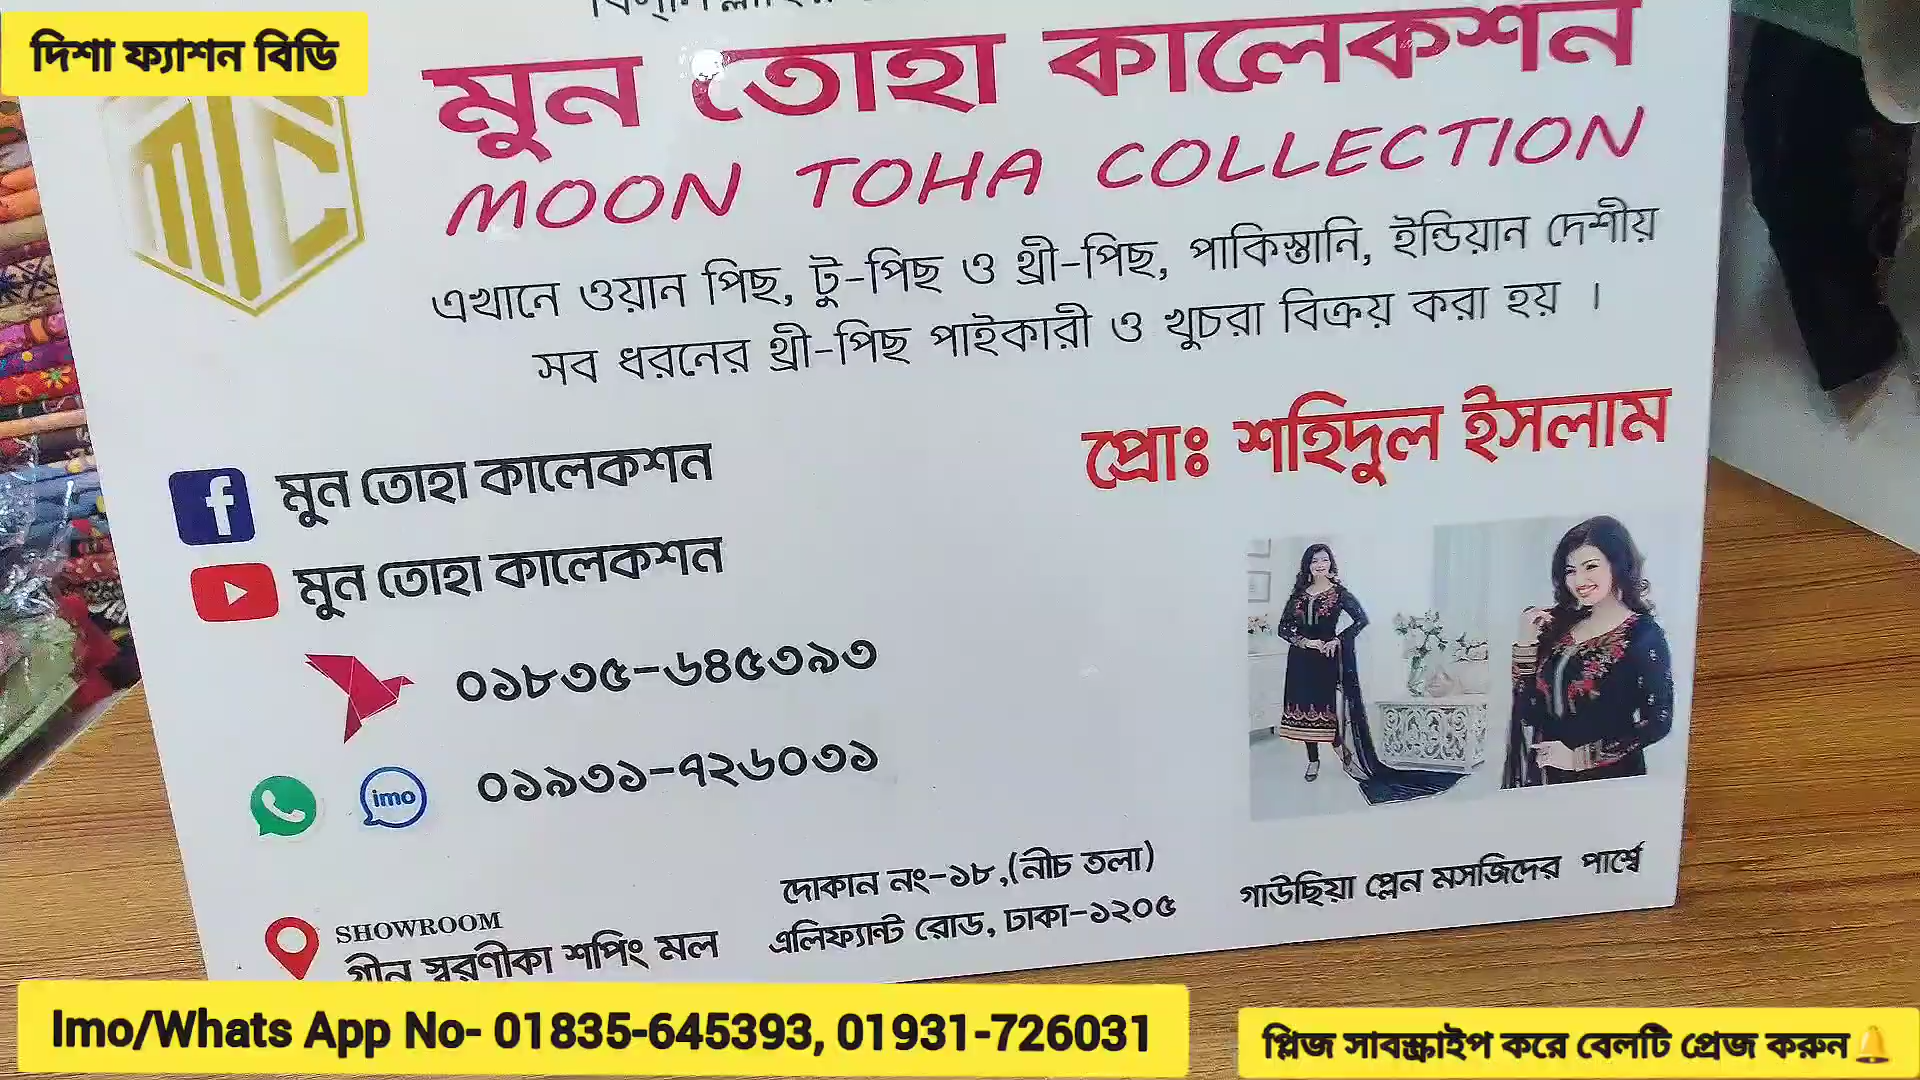 দিশা ফ্যাশন বিডি
মুন তোহা কালেকশন
MOON TOHA COLLECTION
এখানে ওয়ান পিছ, টু-পিছ ও থ্রী-পিছ, পাকিস্তানি, ইন্ডিয়ান দেশীয়
সব ধরনের থ্রী-পিছ পাইকারী ও খুচরা বিক্রয় করা হয় ।
প্রোঃ শহিদুল ইসলাম
মুন তোহা কালেকশন
মুন তোহা কালেকশন
০১৮৩৫-৬৪৫৩৯৩
imo ০১৯৩১-৭২৬০৩১
SHOWROOM
গ্রীন স্বরণীকা শপিং মল
দোকান নং-১৮,(নীচ তলা)
এলিফ্যান্ট রোড, ঢাকা-১২০৫
গাউছিয়া প্লেন মসজিদের পার্শ্বে
Imo/Whats App No- 01835-645393, 01931-726031
প্লিজ সাবস্ক্রাইপ করে বেলটি প্রেজ করুন🔔